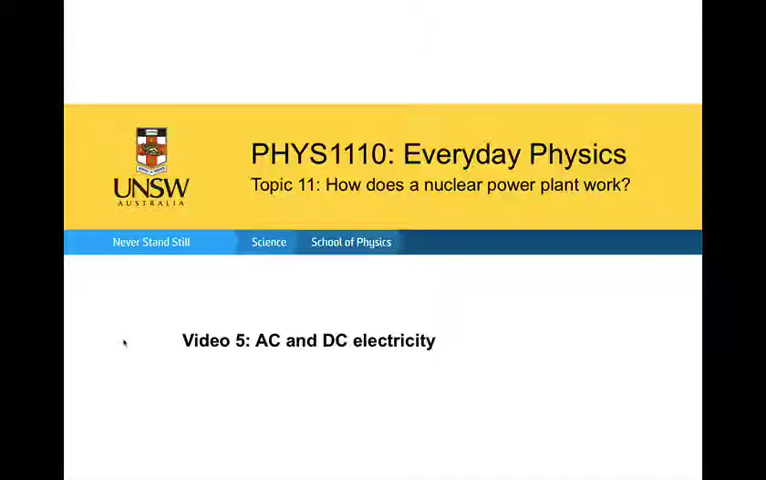 PHYS1110: Everyday Physics
Topic 11: How does a nuclear power plant work?
UNSW
AUSTRALIA
Never Stand Still
Science
School of Physics
Video 5: AC and DC electricity